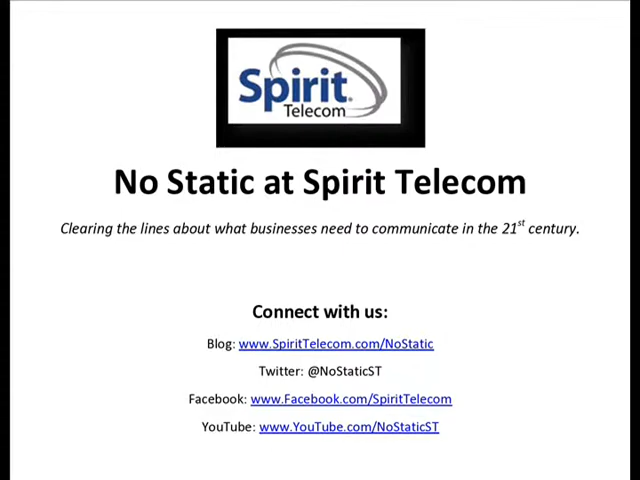 Spirit
Telecom
No Static at Spirit Telecom
Clearing the lines about what businesses need to communicate in the 21st century.
Connect with us:
Blog: www.SpiritTelecom.com/NoStatic
Twitter: @NoStaticST
Facebook: www.Facebook.com/SpiritTelecom
YouTube: www.YouTube.com/NoStaticST